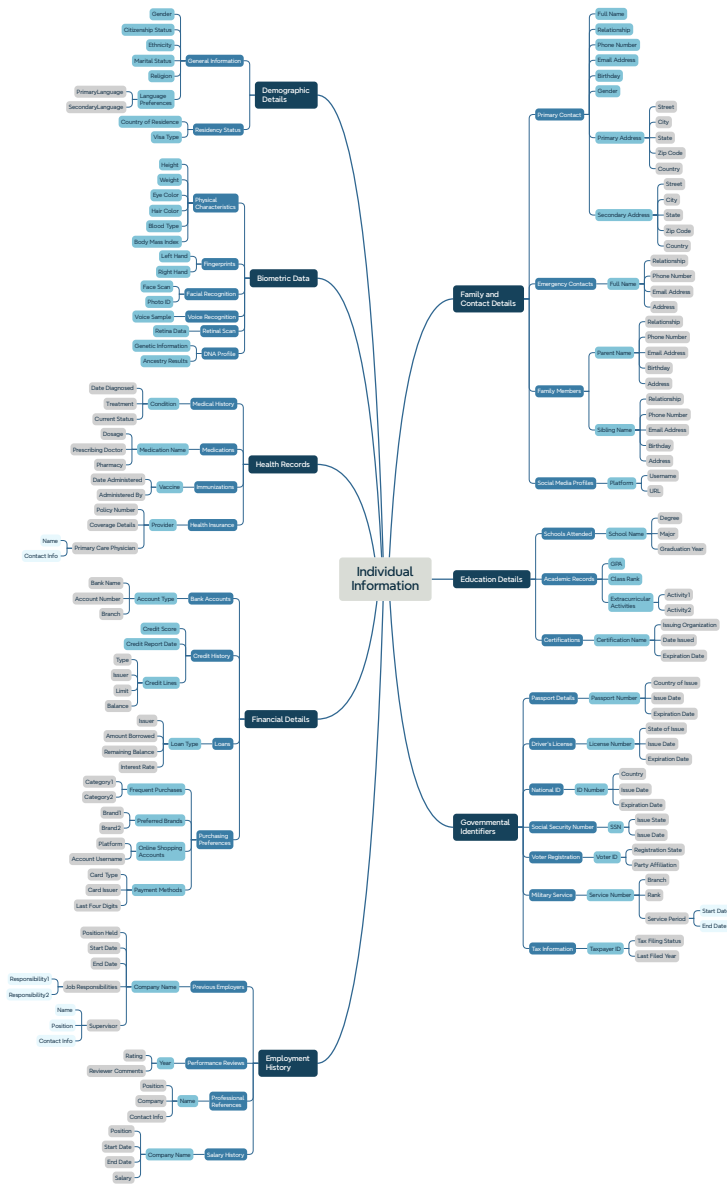 Individual
Information
Demographic
Details
General Information
Gender
Citizenship Status
Ethnicity
Marital Status
Religion
Language
Preferences
PrimaryLanguage
SecondaryLanguage
Residency Status
Country of Residence
Visa Type
Biometric Data
Physical
Characteristics
Height
Weight
Eye Color
Hair Color
Blood Type
Body Mass Index
Fingerprints
Left Hand
Right Hand
Facial Recognition
Face Scan
Photo ID
Voice Recognition
Voice Sample
Retinal Scan
Retina Data
DNA Profile
Genetic Information
Ancestry Results
Health Records
Medical History
Condition
Date Diagnosed
Treatment
Current Status
Medications
Medication Name
Dosage
Prescribing Doctor
Pharmacy
Immunizations
Vaccine
Date Administered
Administered By
Health Insurance
Provider
Policy Number
Coverage Details
Primary Care Physician
Name
Contact Info
Financial Details
Bank Accounts
Account Type
Bank Name
Account Number
Branch
Credit History
Credit Score
Credit Report Date
Credit Lines
Type
Issuer
Limit
Balance
Loans
Loan Type
Issuer
Amount Borrowed
Remaining Balance
Interest Rate
Purchasing
Preferences
Frequent Purchases
Category1
Category2
Preferred Brands
Brand1
Brand2
Online Shopping
Accounts
Platform
Account Username
Payment Methods
Card Type
Card Issuer
Last Four Digits
Employment
History
Previous Employers
Company Name
Position Held
Start Date
End Date
Job Responsibilities
Responsibility1
Responsibility2
Supervisor
Name
Position
Contact Info
Performance Reviews
Year
Rating
Reviewer Comments
Professional
References
Name
Position
Company
Contact Info
Salary History
Company Name
Position
Start Date
End Date
Salary
Family and
Contact Details
Primary Contact
Full Name
Relationship
Phone Number
Email Address
Birthday
Gender
Primary Address
Street
City
State
Zip Code
Country
Secondary Address
Street
City
State
Zip Code
Country
Emergency Contacts
Full Name
Relationship
Phone Number
Email Address
Address
Family Members
Parent Name
Relationship
Phone Number
Email Address
Birthday
Address
Sibling Name
Relationship
Phone Number
Email Address
Birthday
Address
Social Media Profiles
Platform
Username
URL
Education Details
Schools Attended
School Name
Degree
Major
Graduation Year
Academic Records
GPA
Class Rank
Extracurricular
Activities
Activity1
Activity2
Certifications
Certification Name
Issuing Organization
Date Issued
Expiration Date
Governmental
Identifiers
Passport Details
Passport Number
Country of Issue
Issue Date
Expiration Date
Driver's License
License Number
State of Issue
Issue Date
Expiration Date
National ID
ID Number
Country
Issue Date
Expiration Date
Social Security Number
SSN
Issue State
Issue Date
Voter Registration
Voter ID
Registration State
Party Affiliation
Military Service
Service Number
Branch
Rank
Service Period
Start Date
End Date
Tax Information
Taxpayer ID
Tax Filing Status
Last Filed Year